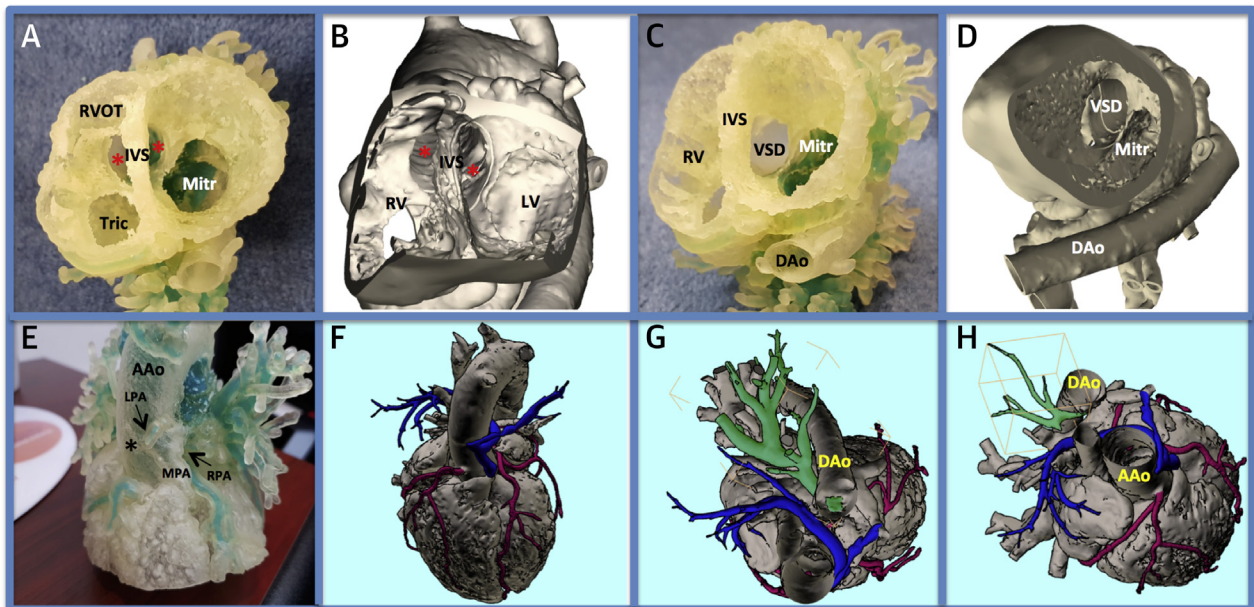 A
RVOT
* IVS *
Mitr
Tric
B
* IVS *
RV
LV
C
IVS
RV
VSD
Mitr
DAo
D
VSD
Mitr
DAo
E
AAo
LPA
*
MPA
RPA
F
G
DAo
H
DAo
AAo